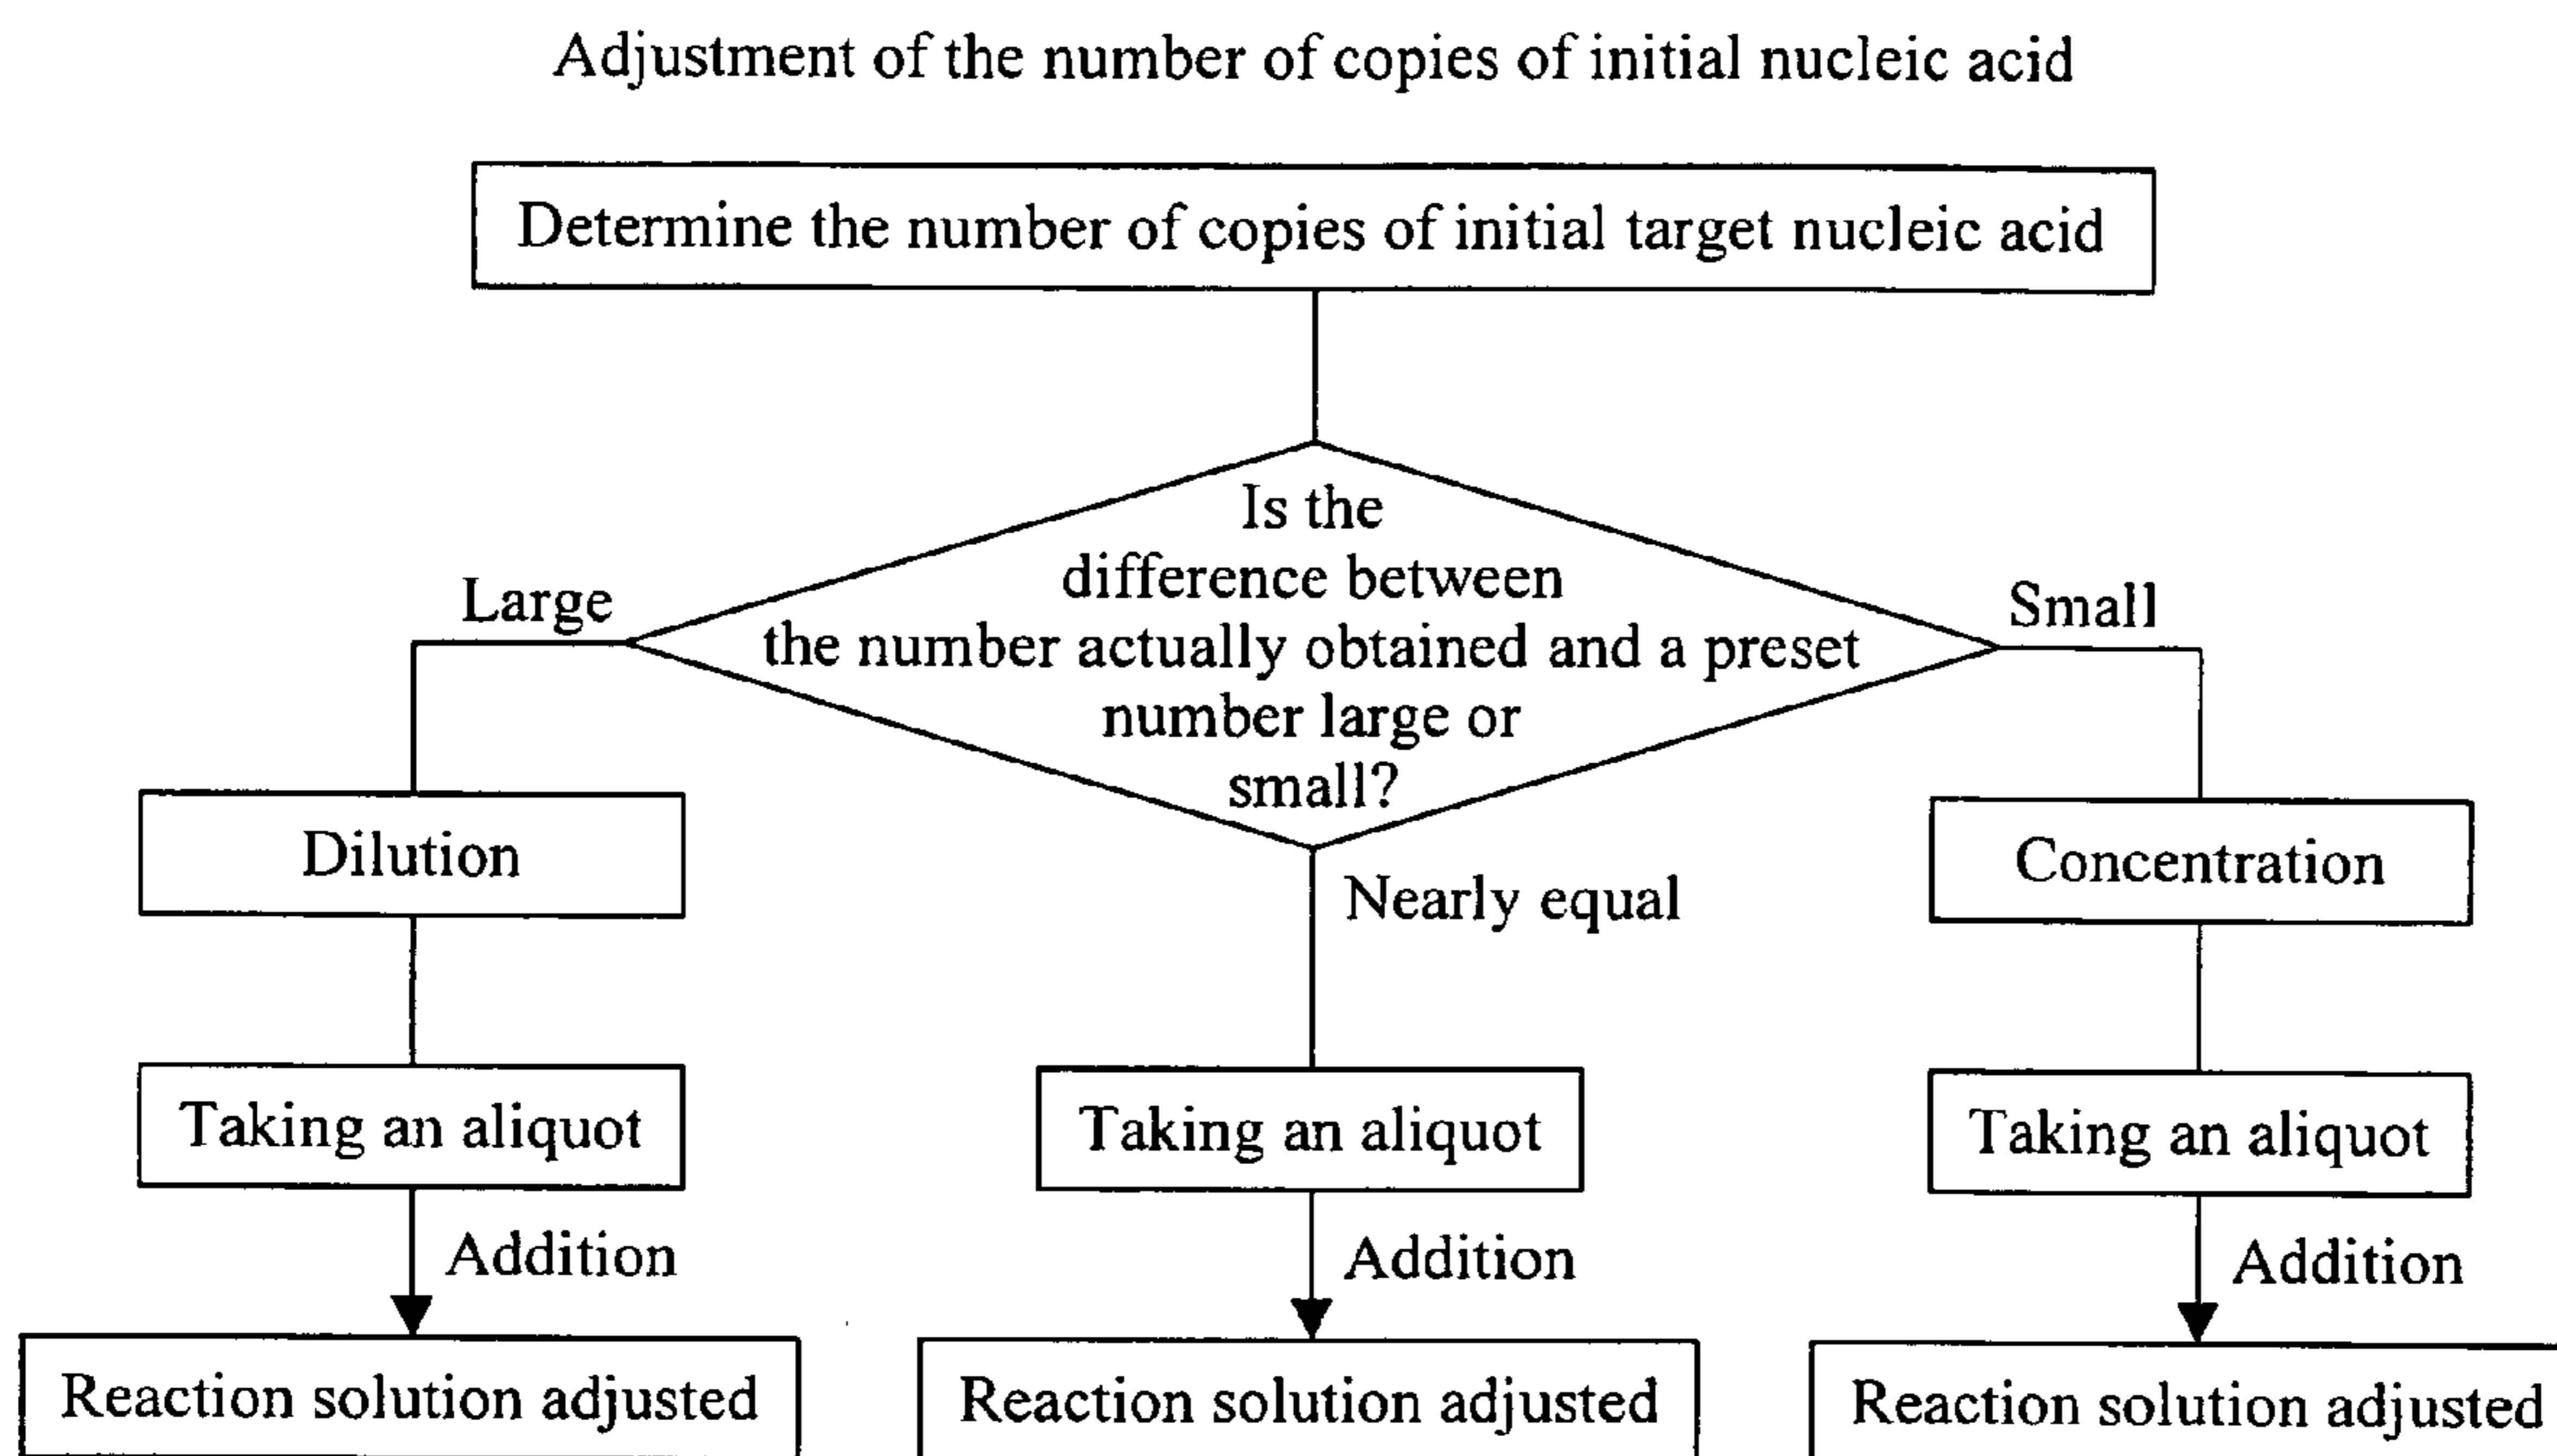 Adjustment of the number of copies of initial nucleic acid
Determine the number of copies of initial target nucleic acid
Is the
difference between
the number actually obtained and a preset
number large or
small?
Large
Small
Nearly equal
Dilution
Concentration
Taking an aliquot
Taking an aliquot
Taking an aliquot
Addition
Addition
Addition
Reaction solution adjusted
Reaction solution adjusted
Reaction solution adjusted